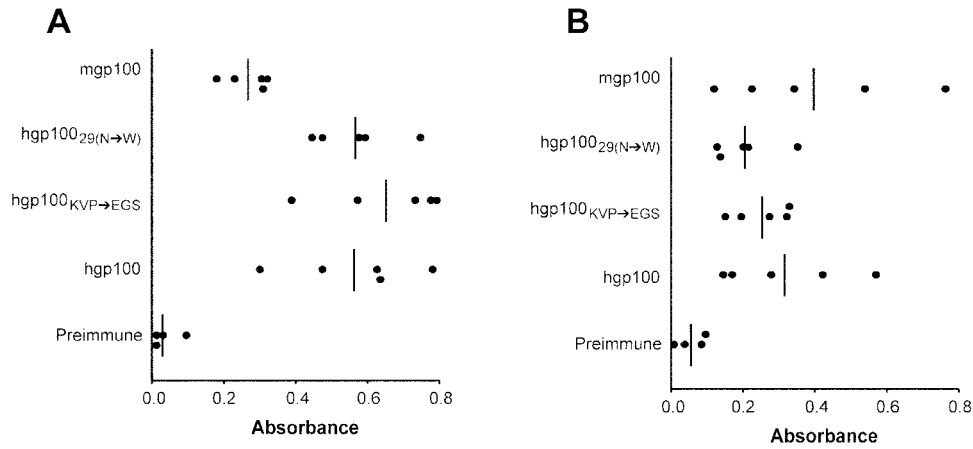 A
mgp100
hgp100₂₉₍N→W₎
hgp100KVP→EGS
hgp100
Preimmune
0.0 0.2 0.4 0.6 0.8
Absorbance
B
mgp100
hgp100₂₉₍N→W₎
hgp100KVP→EGS
hgp100
Preimmune
0.0 0.2 0.4 0.6 0.8
Absorbance